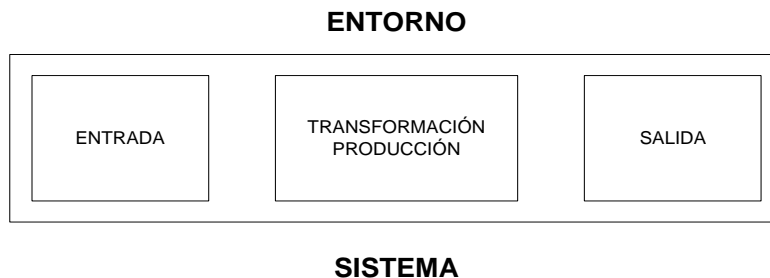 ENTORNO
ENTRADA
TRANSFORMACIÓN
PRODUCCIÓN
SALIDA
SISTEMA